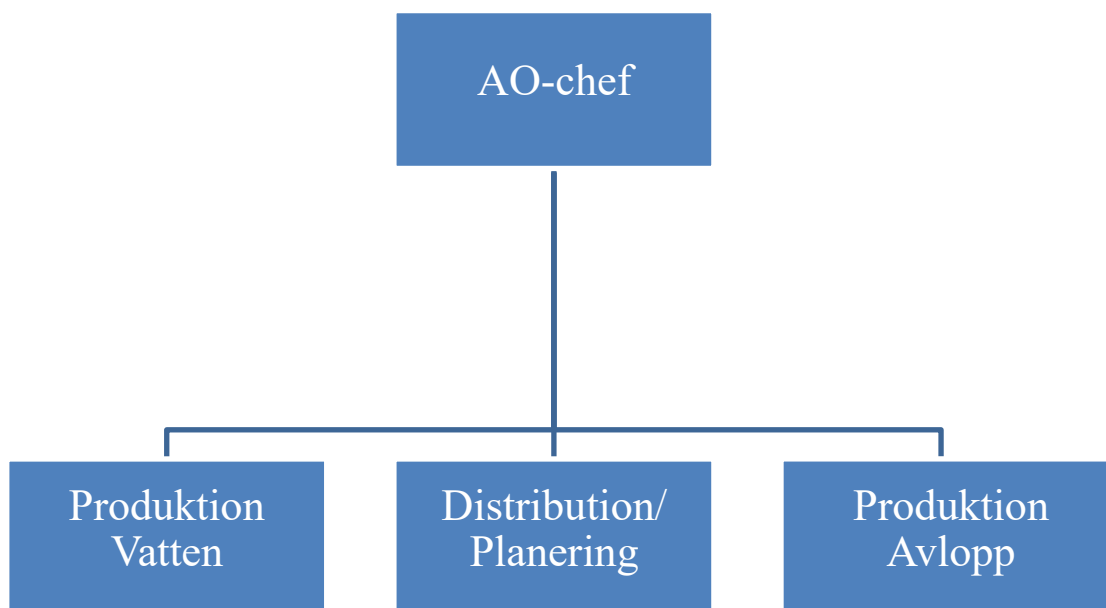 AO-chef
Produktion
Vatten
Distribution/
Planering
Produktion
Avlopp